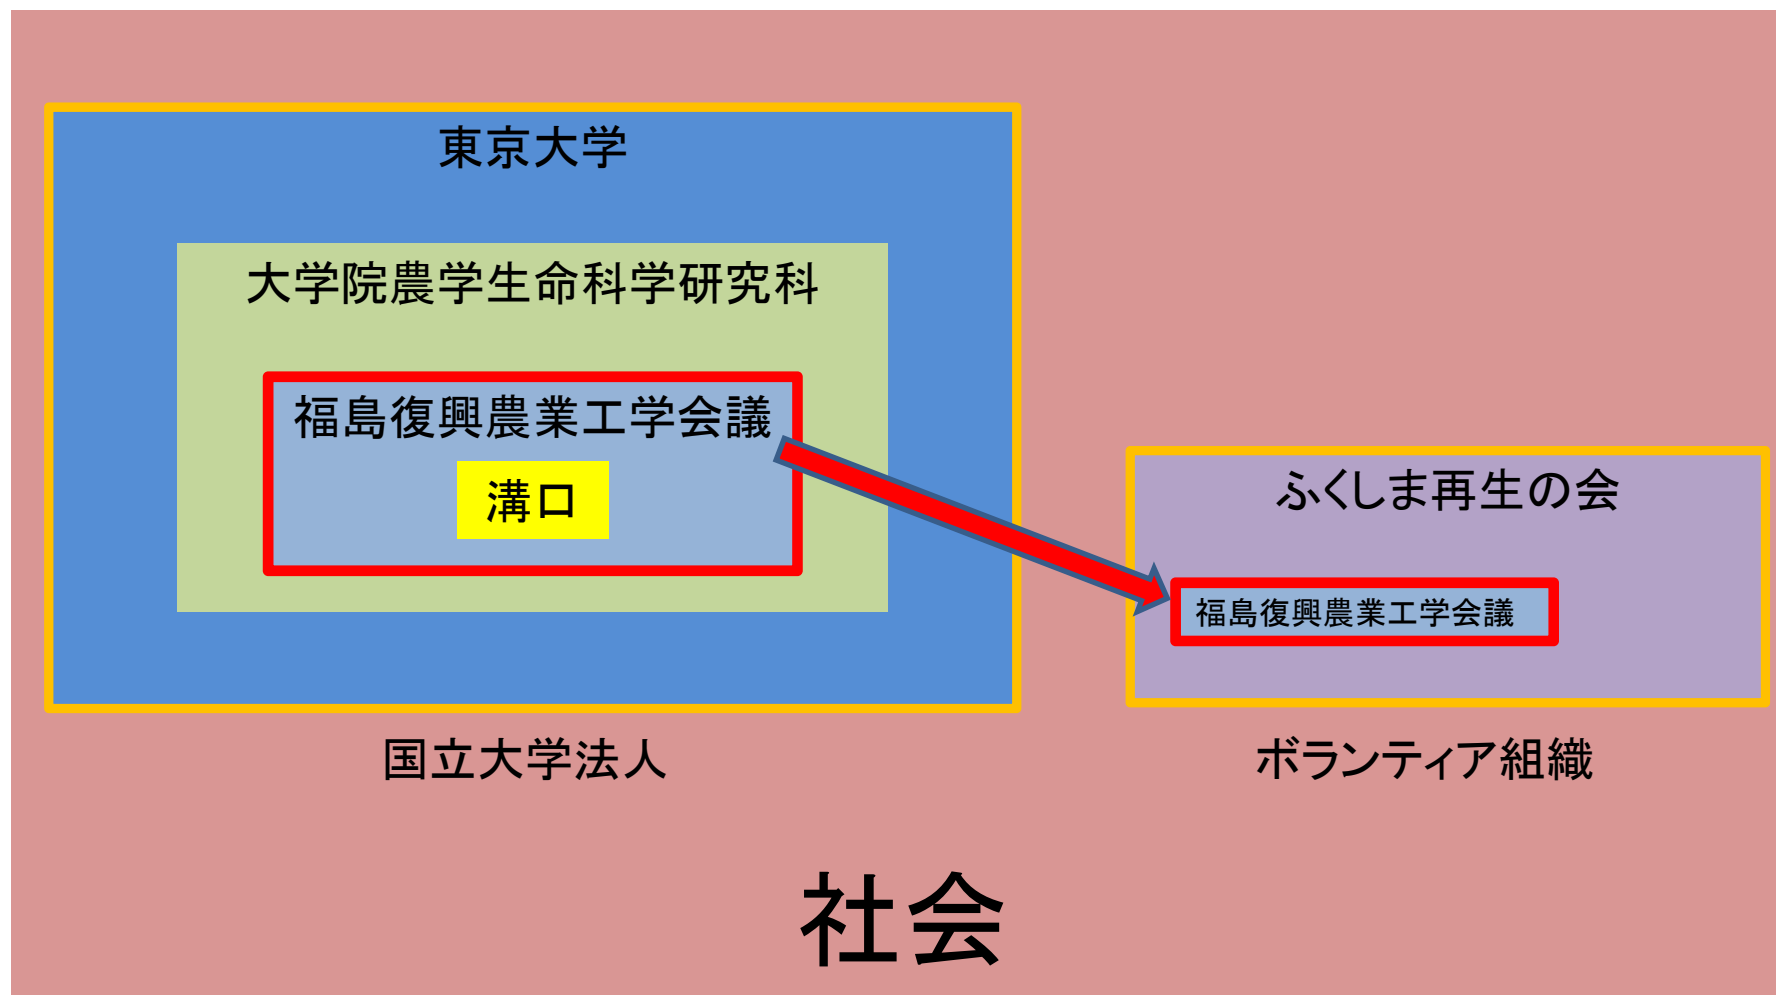 東京大学
大学院農学生命科学研究科
福島復興農業工学会議
溝口
国立大学法人
ふくしま再生の会
福島復興農業工学会議
ボランティア組織
社会